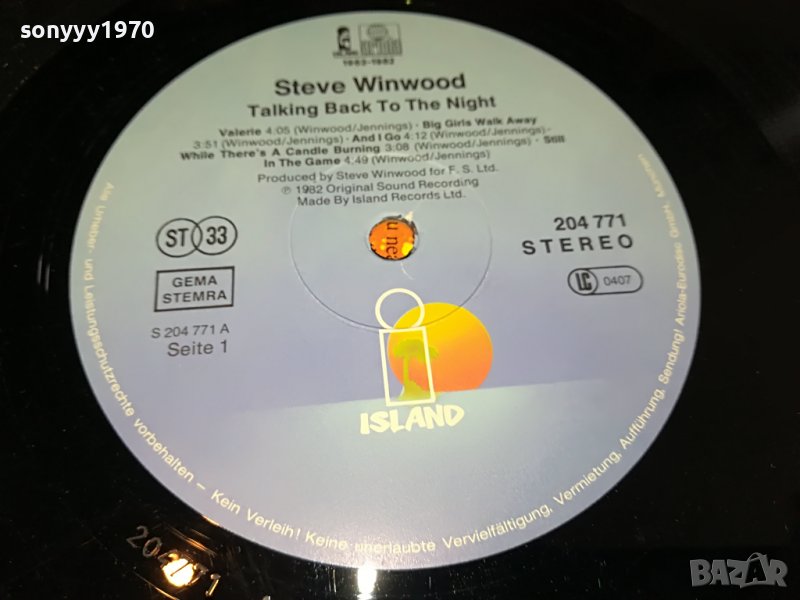 sonyyy1970
ariola
1962-1982
Steve Winwood
Talking Back To The Night
Valerie 4:05 (Winwood/Jennings) · Big Girls Walk Away
3:51 (Winwood/Jennings) · And I Go 4:12 (Winwood/Jennings) ·
While There's A Candle Burning 3:08 (Winwood/Jennings) · Still
In The Game 4:49 (Winwood/Jennings)
Produced by Steve Winwood for F. S. Ltd.
℗ 1982 Original Sound Recording
Made By Island Records Ltd.
ST 33
204 771
STEREO
GEMA
STEMRA
LC 0407
S 204 771 A
Seite 1
ISLAND
Alle Urheber- und Leistungsschutzrechte vorbehalten – Kein Verleih! Keine unerlaubte Vervielfältigung, Vermietung, Aufführung, Sendung! Ariola-Eurodisc GmbH, München
BAZAR